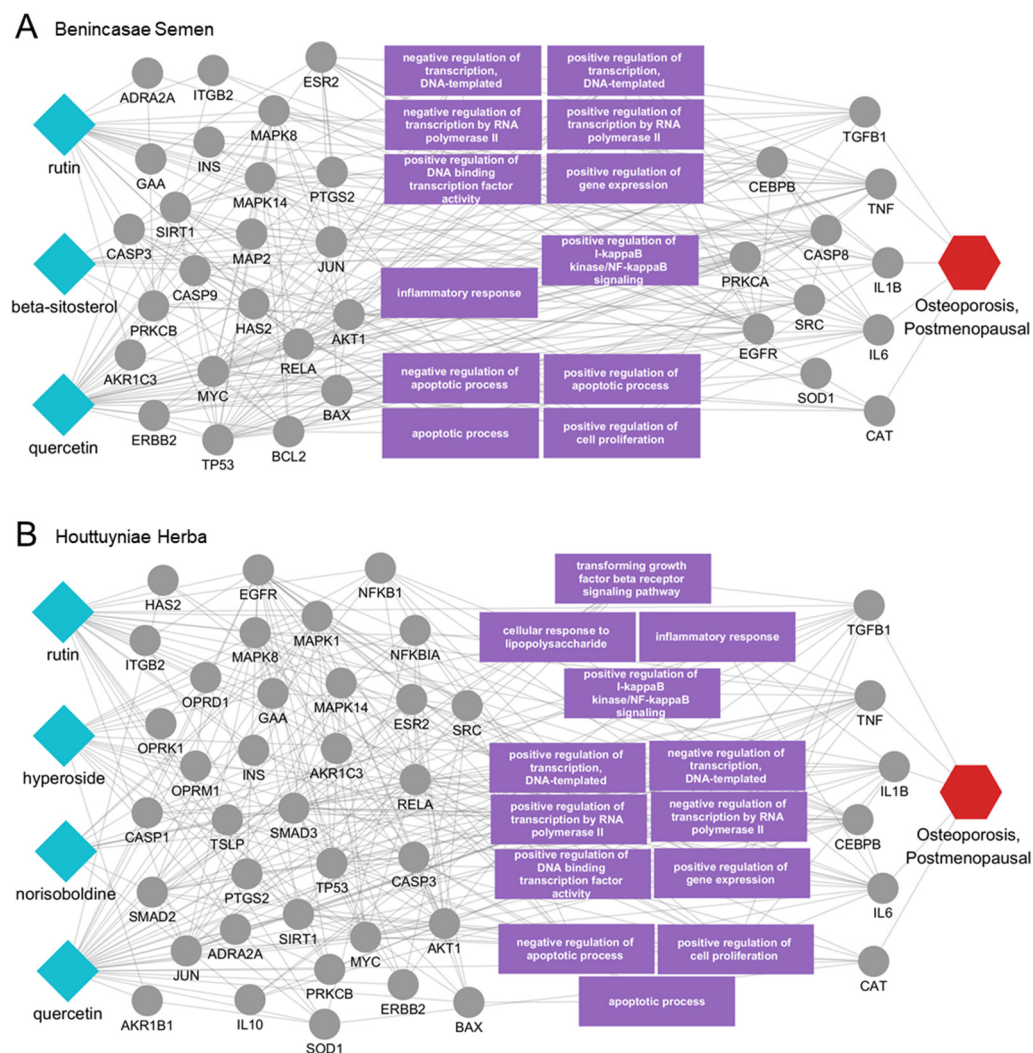 A Benincasae Semen
ADRA2A
ITGB2
ESR2
rutin
MAPK8
GAA
INS
MAPK14
PTGS2
CASP3
SIRT1
MAP2
JUN
beta-sitosterol
CASP9
PRKCB
HAS2
AKT1
AKR1C3
MYC
RELA
BAX
quercetin
ERBB2
TP53
BCL2
negative regulation of
transcription,
DNA-templated
positive regulation of
transcription,
DNA-templated
negative regulation of
transcription by RNA
polymerase II
positive regulation of
transcription by RNA
polymerase II
positive regulation of
DNA binding
transcription factor
activity
positive regulation of
gene expression
positive regulation of
I-kappaB
kinase/NF-kappaB
signaling
inflammatory response
negative regulation of
apoptotic process
positive regulation of
apoptotic process
apoptotic process
positive regulation of
cell proliferation
TGFB1
CEBPB
TNF
CASP8
PRKCA
IL1B
SRC
EGFR
IL6
SOD1
CAT
Osteoporosis,
Postmenopausal
B Houttuyniae Herba
HAS2
EGFR
NFKB1
rutin
ITGB2
MAPK8
MAPK1
NFKBIA
OPRD1
GAA
MAPK14
ESR2
SRC
hyperoside
OPRK1
OPRM1
INS
AKR1C3
RELA
CASP1
TSLP
SMAD3
norisoboldine
SMAD2
PTGS2
TP53
CASP3
JUN
ADRA2A
SIRT1
MYC
AKT1
quercetin
AKR1B1
IL10
PRKCB
SOD1
ERBB2
BAX
transforming growth
factor beta receptor
signaling pathway
cellular response to
lipopolysaccharide
inflammatory response
positive regulation of
I-kappaB
kinase/NF-kappaB
signaling
positive regulation of
transcription,
DNA-templated
negative regulation of
transcription,
DNA-templated
positive regulation of
transcription by RNA
polymerase II
negative regulation of
transcription by RNA
polymerase II
positive regulation of
DNA binding
transcription factor
activity
positive regulation of
gene expression
negative regulation of
apoptotic process
positive regulation of
cell proliferation
apoptotic process
TGFB1
TNF
IL1B
CEBPB
IL6
CAT
Osteoporosis,
Postmenopausal